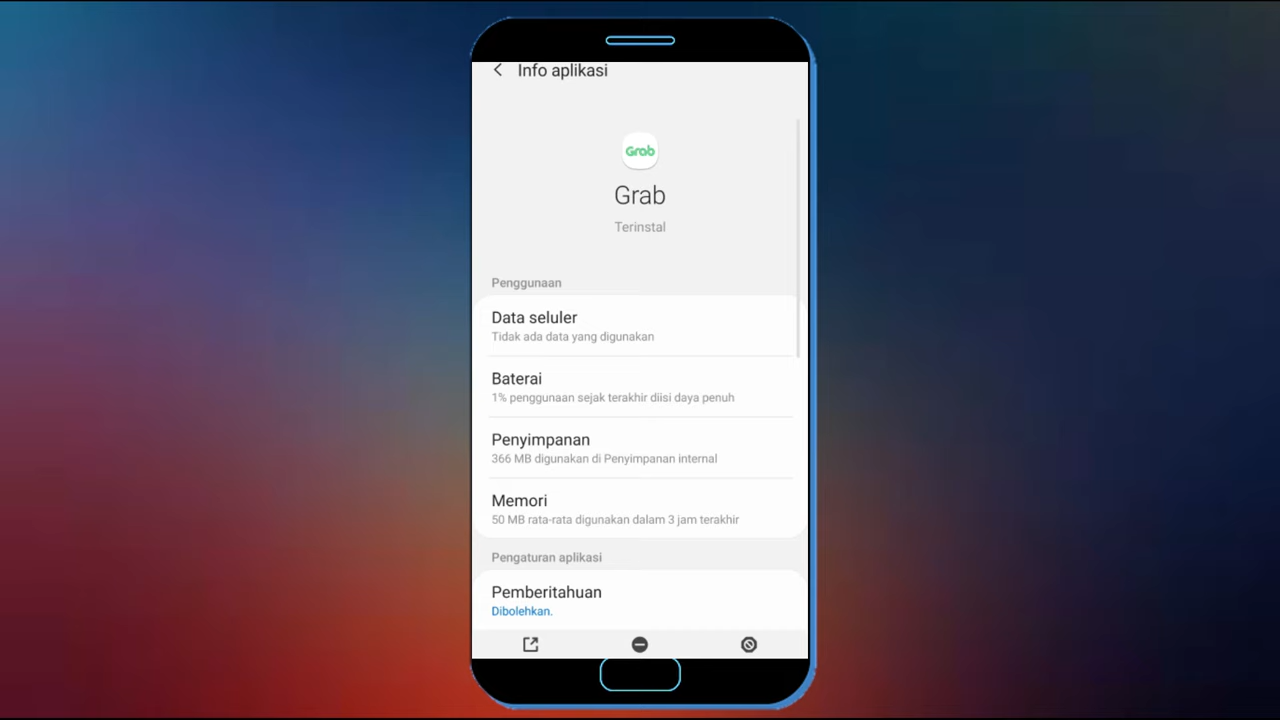 Info aplikasi
Grab
Grab
Terinstal
Penggunaan
Data seluler
Tidak ada data yang digunakan
Baterai
1% penggunaan sejak terakhir diisi daya penuh
Penyimpanan
366 MB digunakan di Penyimpanan internal
Memori
50 MB rata-rata digunakan dalam 3 jam terakhir
Pengaturan aplikasi
Pemberitahuan
Dibolehkan.